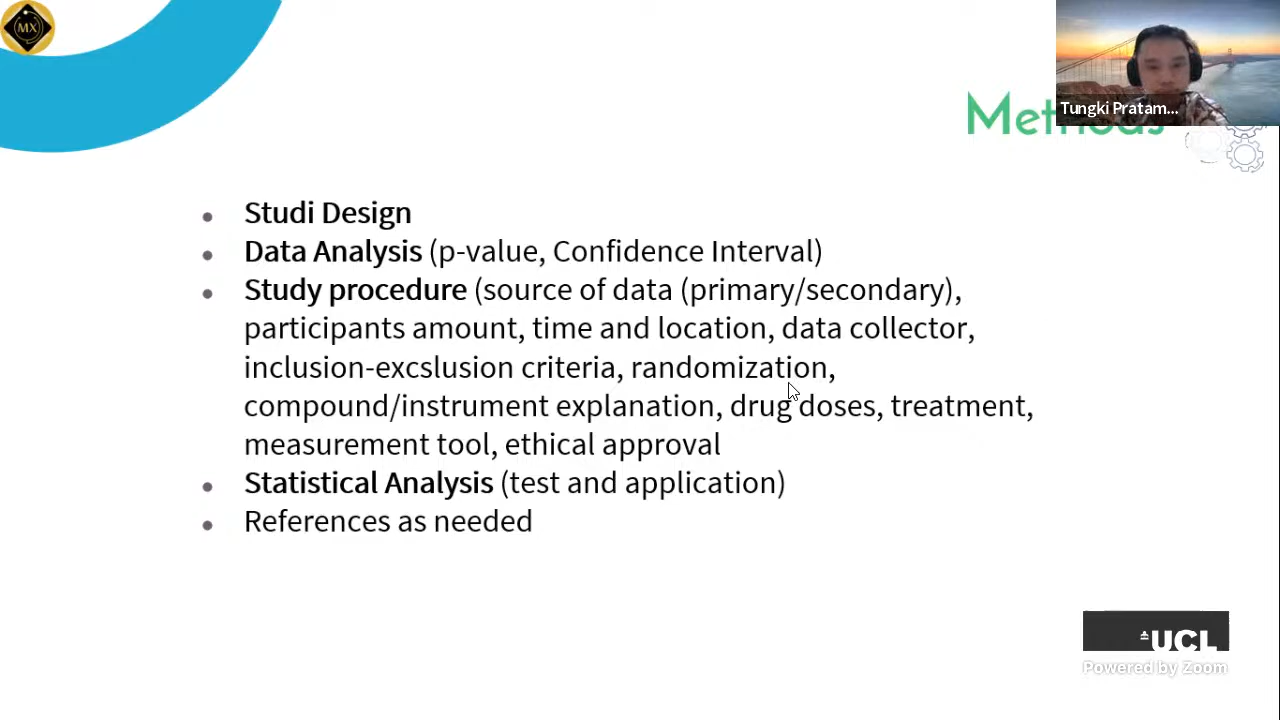 MX
Tungki Pratam...
Methods
Studi Design
Data Analysis (p-value, Confidence Interval)
Study procedure (source of data (primary/secondary),
participants amount, time and location, data collector,
inclusion-excslusion criteria, randomization,
compound/instrument explanation, drug doses, treatment,
measurement tool, ethical approval
Statistical Analysis (test and application)
References as needed
UCL
Powered by Zoom